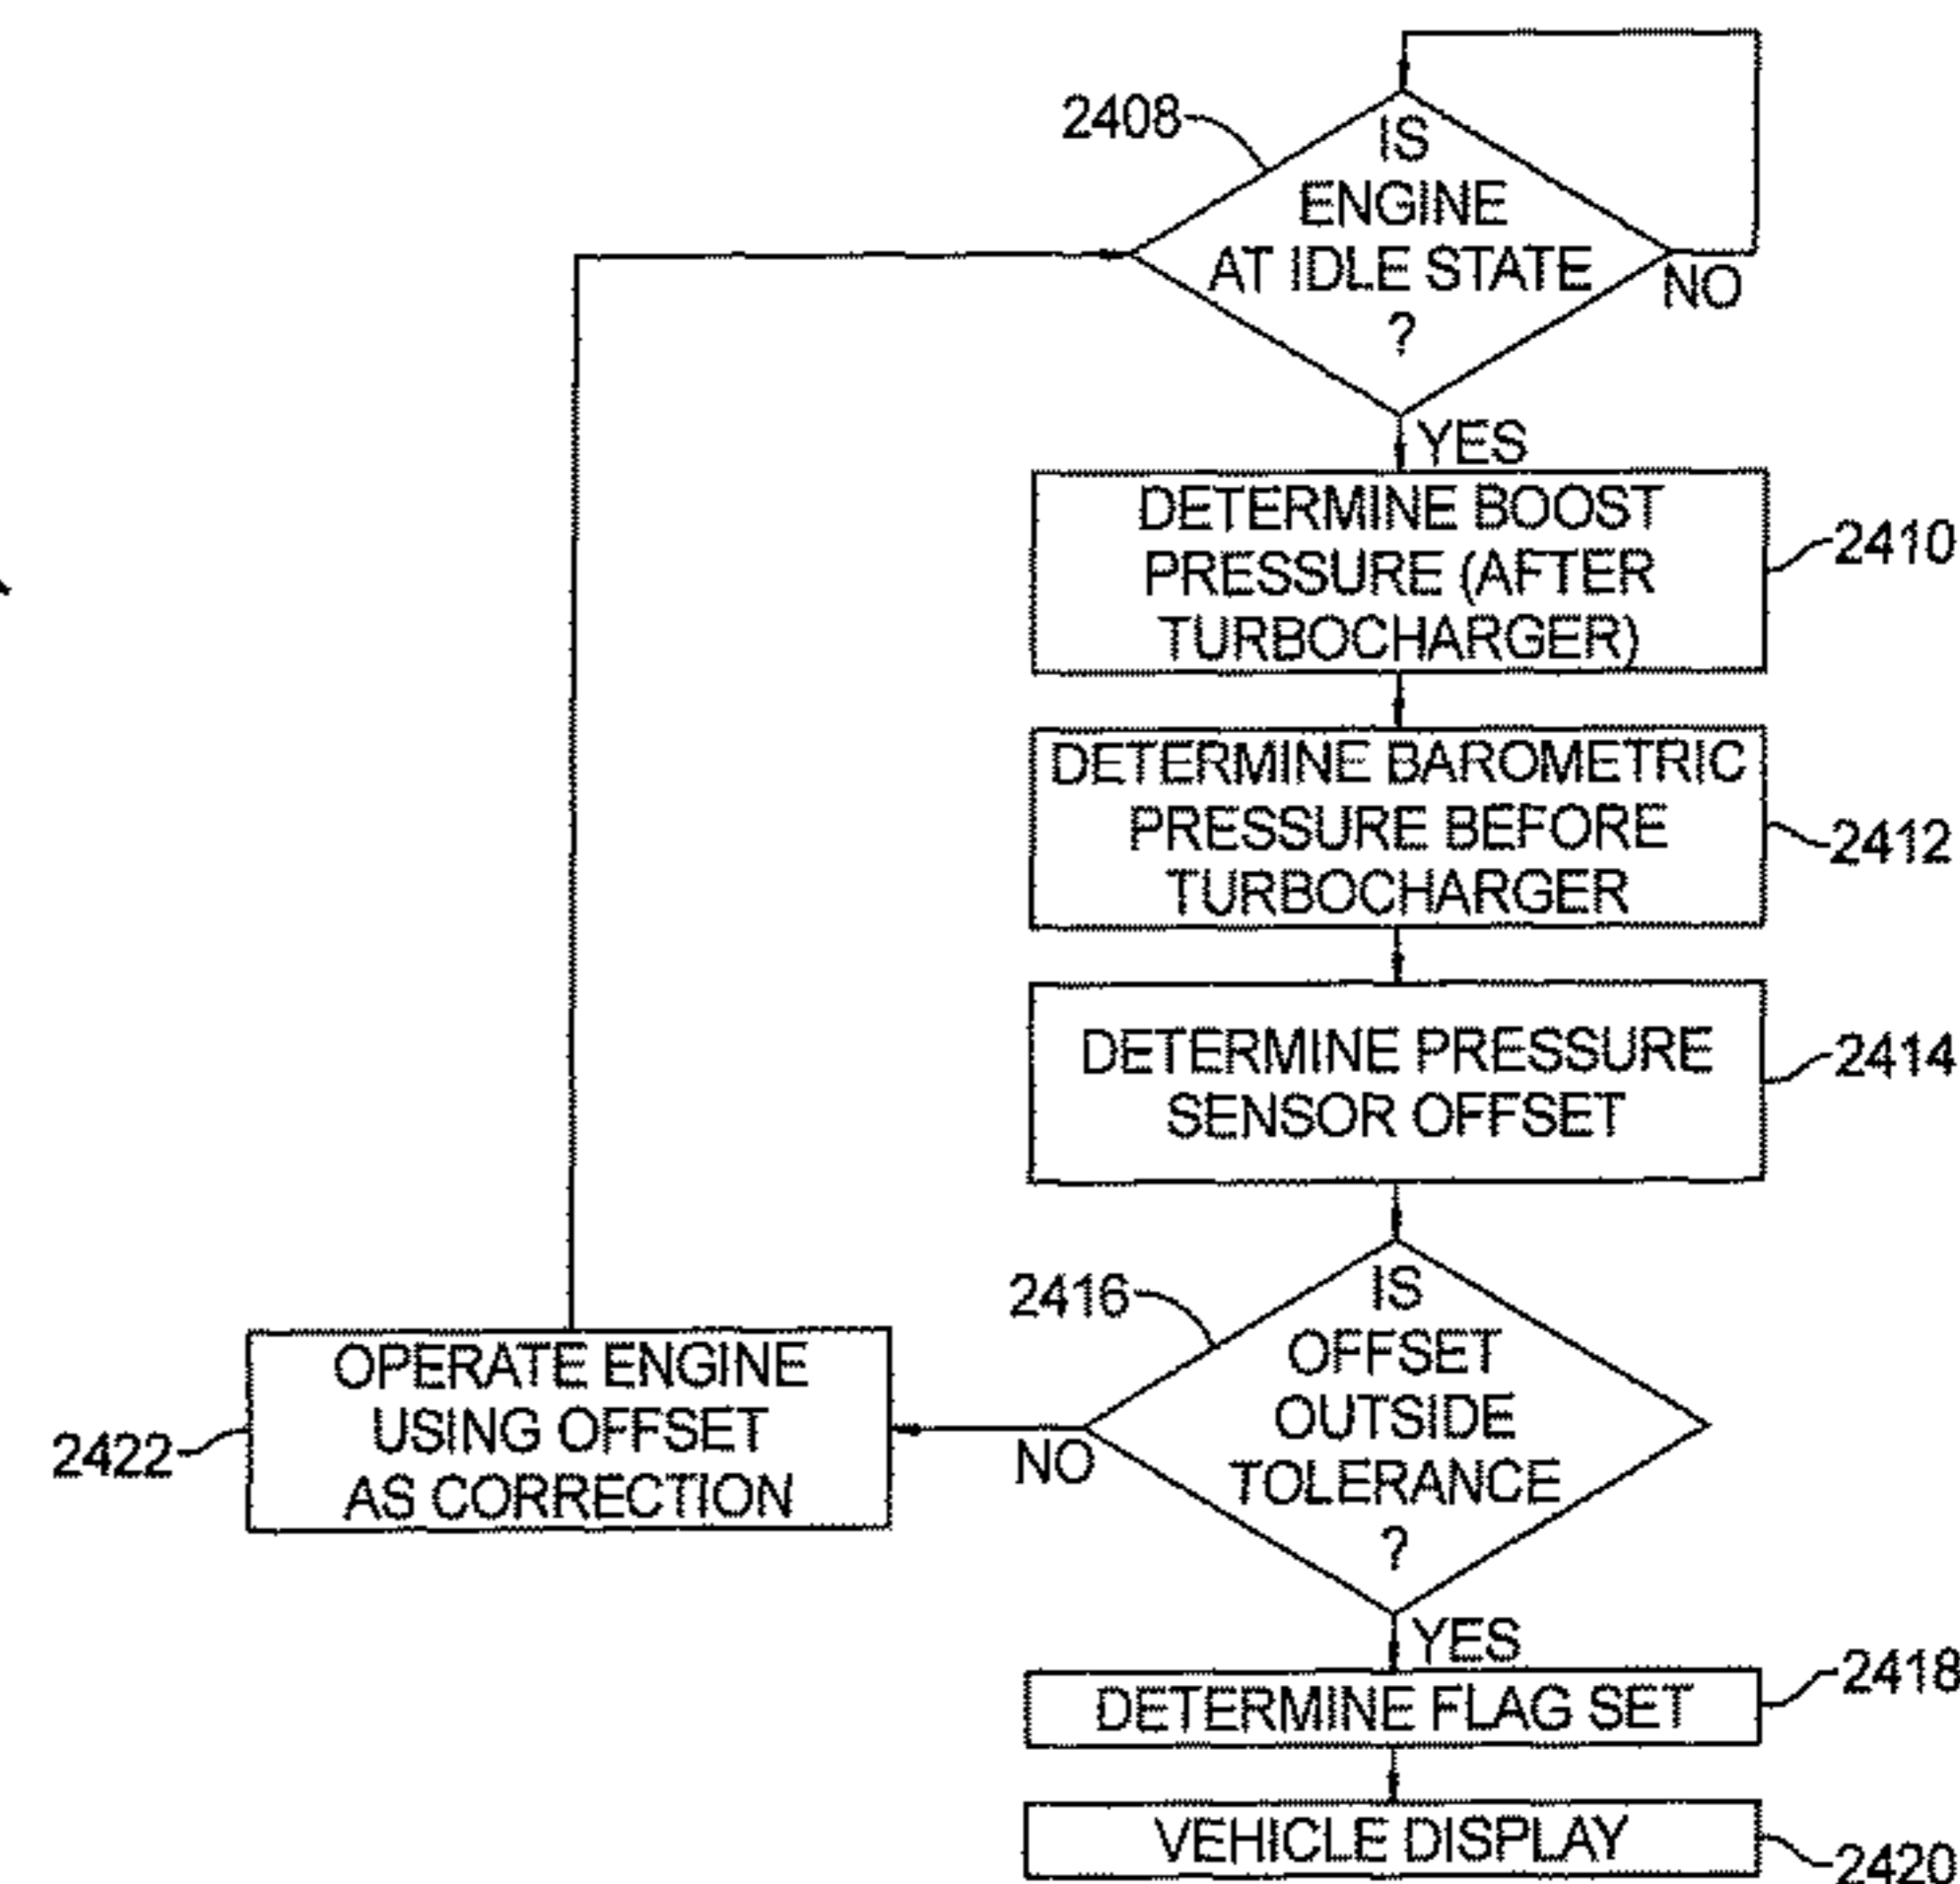 2408
IS
ENGINE
AT IDLE STATE
?
NO
YES
DETERMINE BOOST
PRESSURE (AFTER
TURBOCHARGER)
2410
DETERMINE BAROMETRIC
PRESSURE BEFORE
TURBOCHARGER
2412
DETERMINE PRESSURE
SENSOR OFFSET
2414
2416
IS
OFFSET
OUTSIDE
TOLERANCE
?
NO
OPERATE ENGINE
USING OFFSET
AS CORRECTION
2422
YES
DETERMINE FLAG SET
2418
VEHICLE DISPLAY
2420